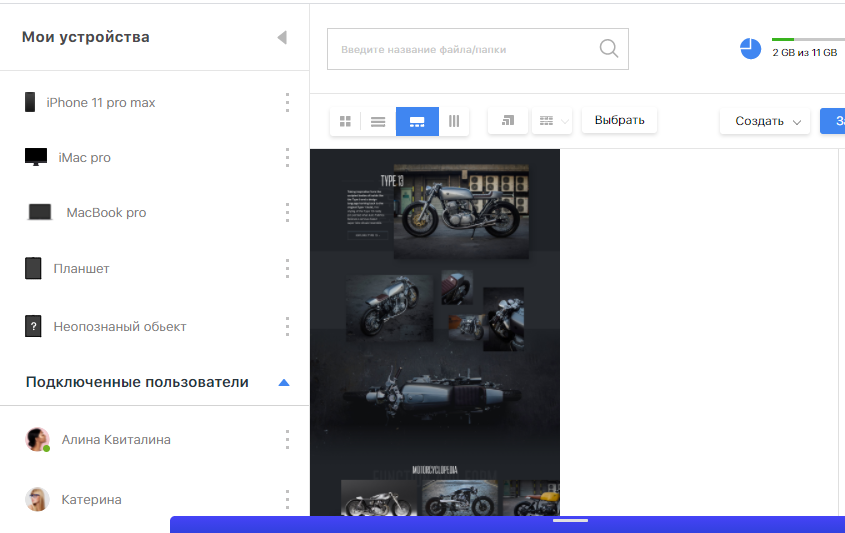 Мои устройства
Введите название файла/папки
2 GB из 11 GB
iPhone 11 pro max
Выбрать
Создать
За
iMac pro
TYPE 13
MacBook pro
Планшет
? Неопознаный обьект
Подключенные пользователи
Алина Квиталина
MOTORCYCLOPEDIA
Катерина